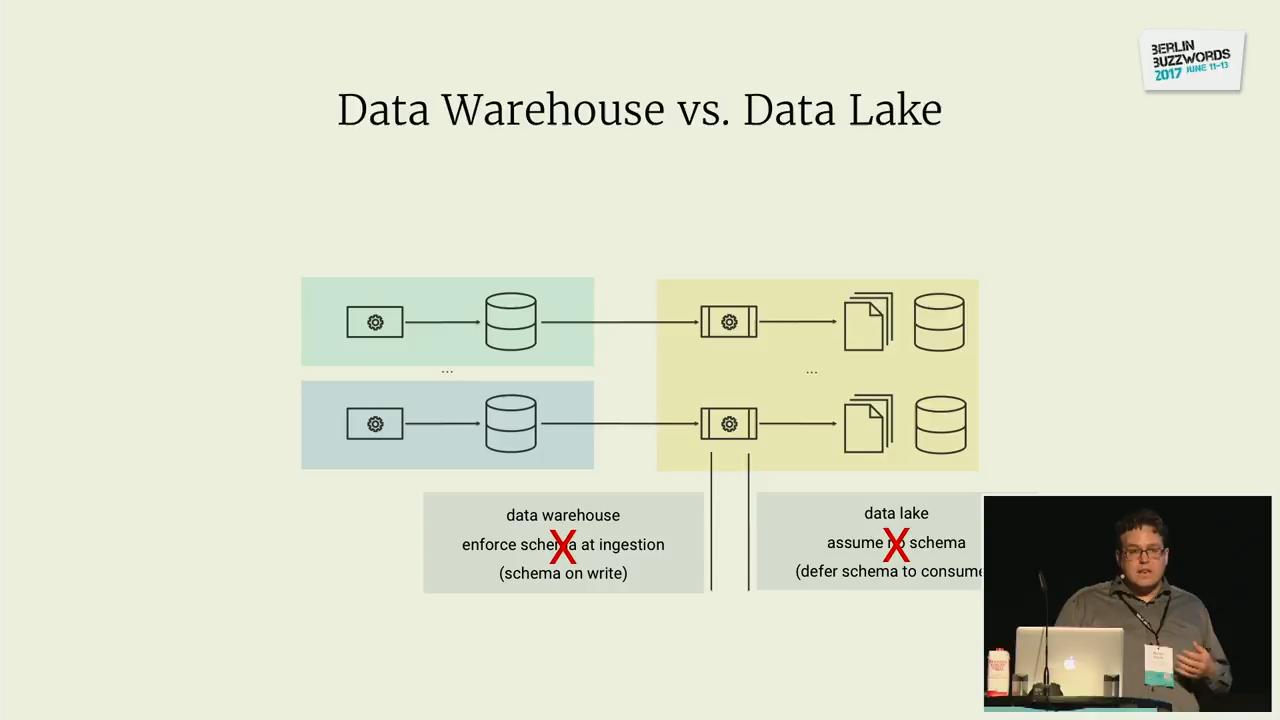 BERLIN
BUZZWORDS
2017 JUNE 11-13
Data Warehouse vs. Data Lake
...
...
data warehouse
enforce schema at ingestion
(schema on write)
X
data lake
assume no schema
(defer schema to consume
X